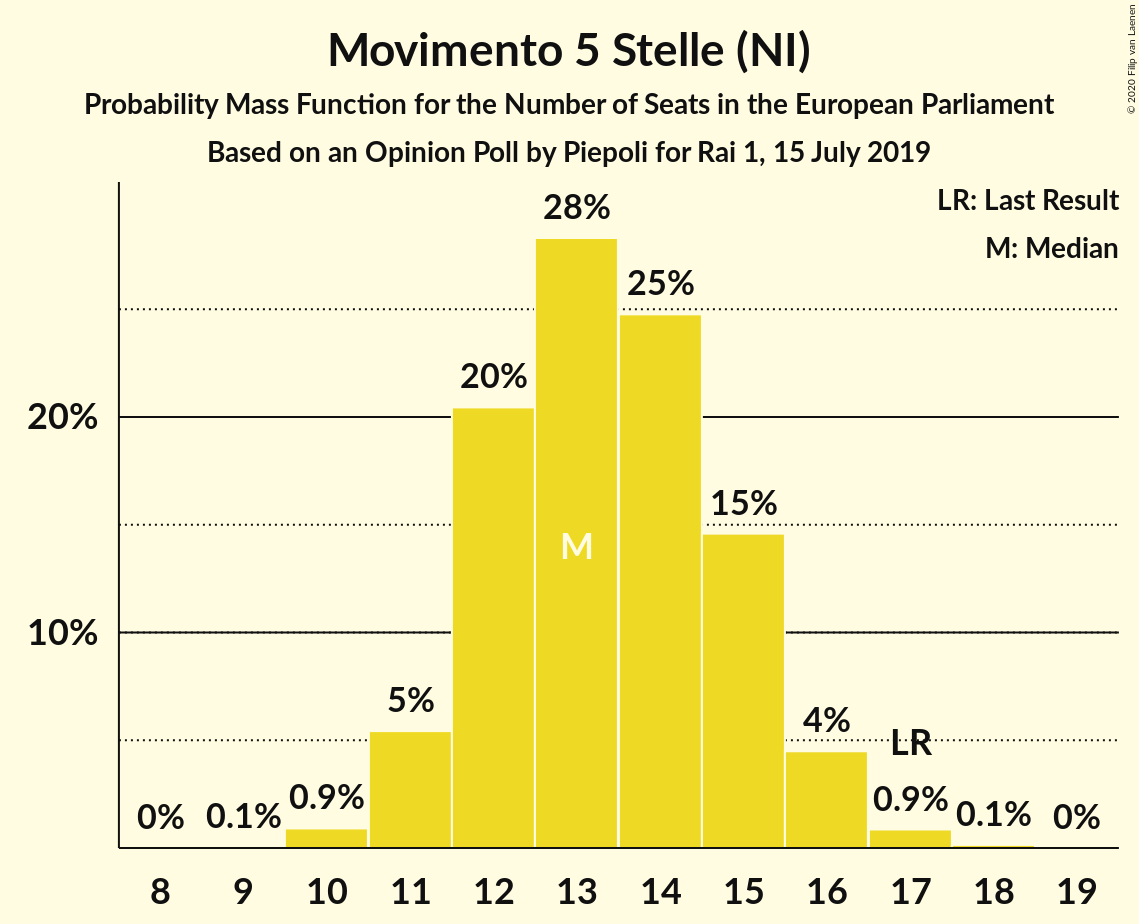 Movimento 5 Stelle (NI)
Probability Mass Function for the Number of Seats in the European Parliament
Based on an Opinion Poll by Piepoli for Rai 1, 15 July 2019
© 2020 Filip van Laenen
LR: Last Result
M: Median
28%
25%
20%
20%
15%
M
10%
5%
4%
LR
0%
0.1%
0.9%
0.9%
0.1%
0%
8 9 10 11 12 13 14 15 16 17 18 19